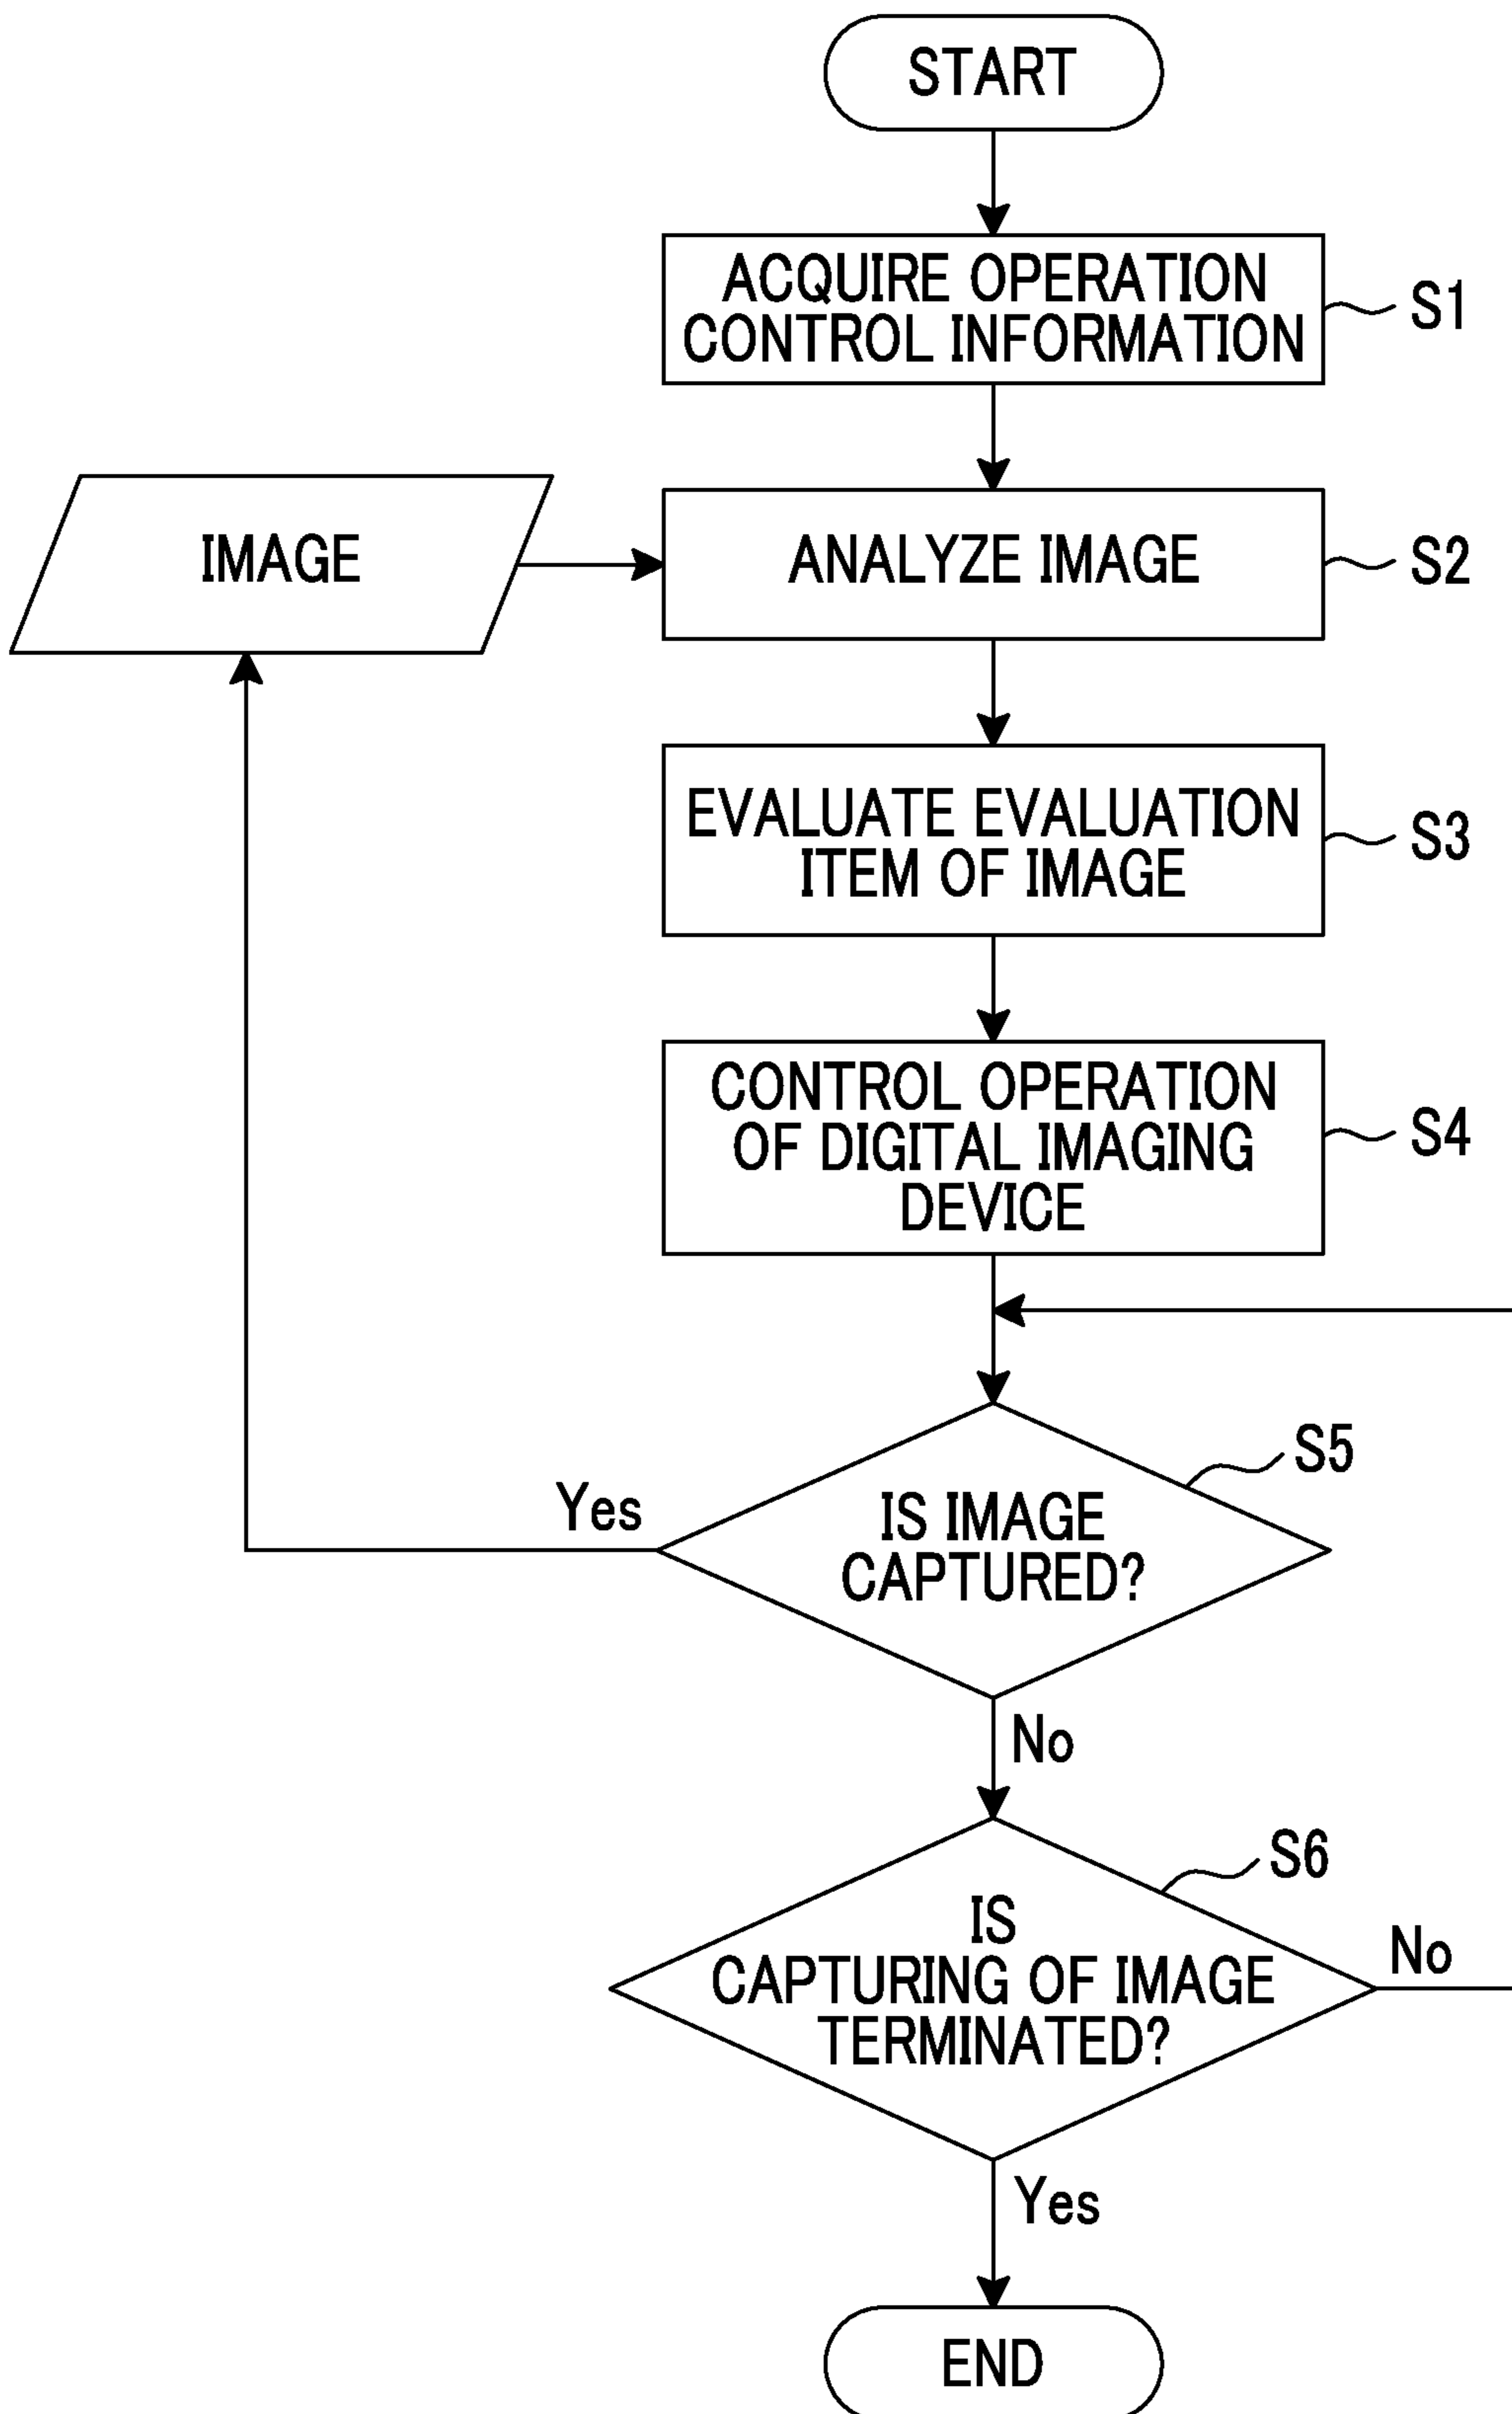 START
ACQUIRE OPERATION
CONTROL INFORMATION
S1
IMAGE
ANALYZE IMAGE
S2
EVALUATE EVALUATION
ITEM OF IMAGE
S3
CONTROL OPERATION
OF DIGITAL IMAGING
DEVICE
S4
S5
Yes
IS IMAGE
CAPTURED?
No
S6
IS
CAPTURING OF IMAGE
TERMINATED?
No
Yes
END